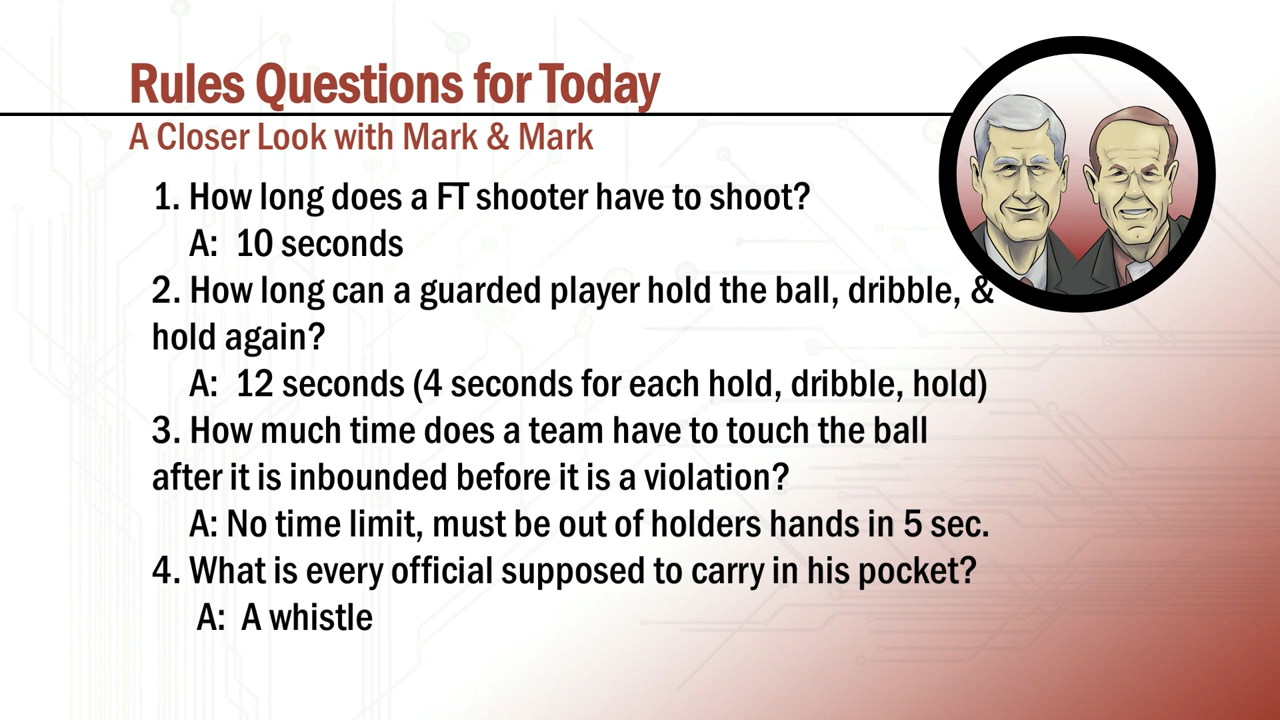 Rules Questions for Today
A Closer Look with Mark & Mark
1. How long does a FT shooter have to shoot?
A: 10 seconds
2. How long can a guarded player hold the ball, dribble, &
hold again?
A: 12 seconds (4 seconds for each hold, dribble, hold)
3. How much time does a team have to touch the ball
after it is inbounded before it is a violation?
A: No time limit, must be out of holders hands in 5 sec.
4. What is every official supposed to carry in his pocket?
A: A whistle